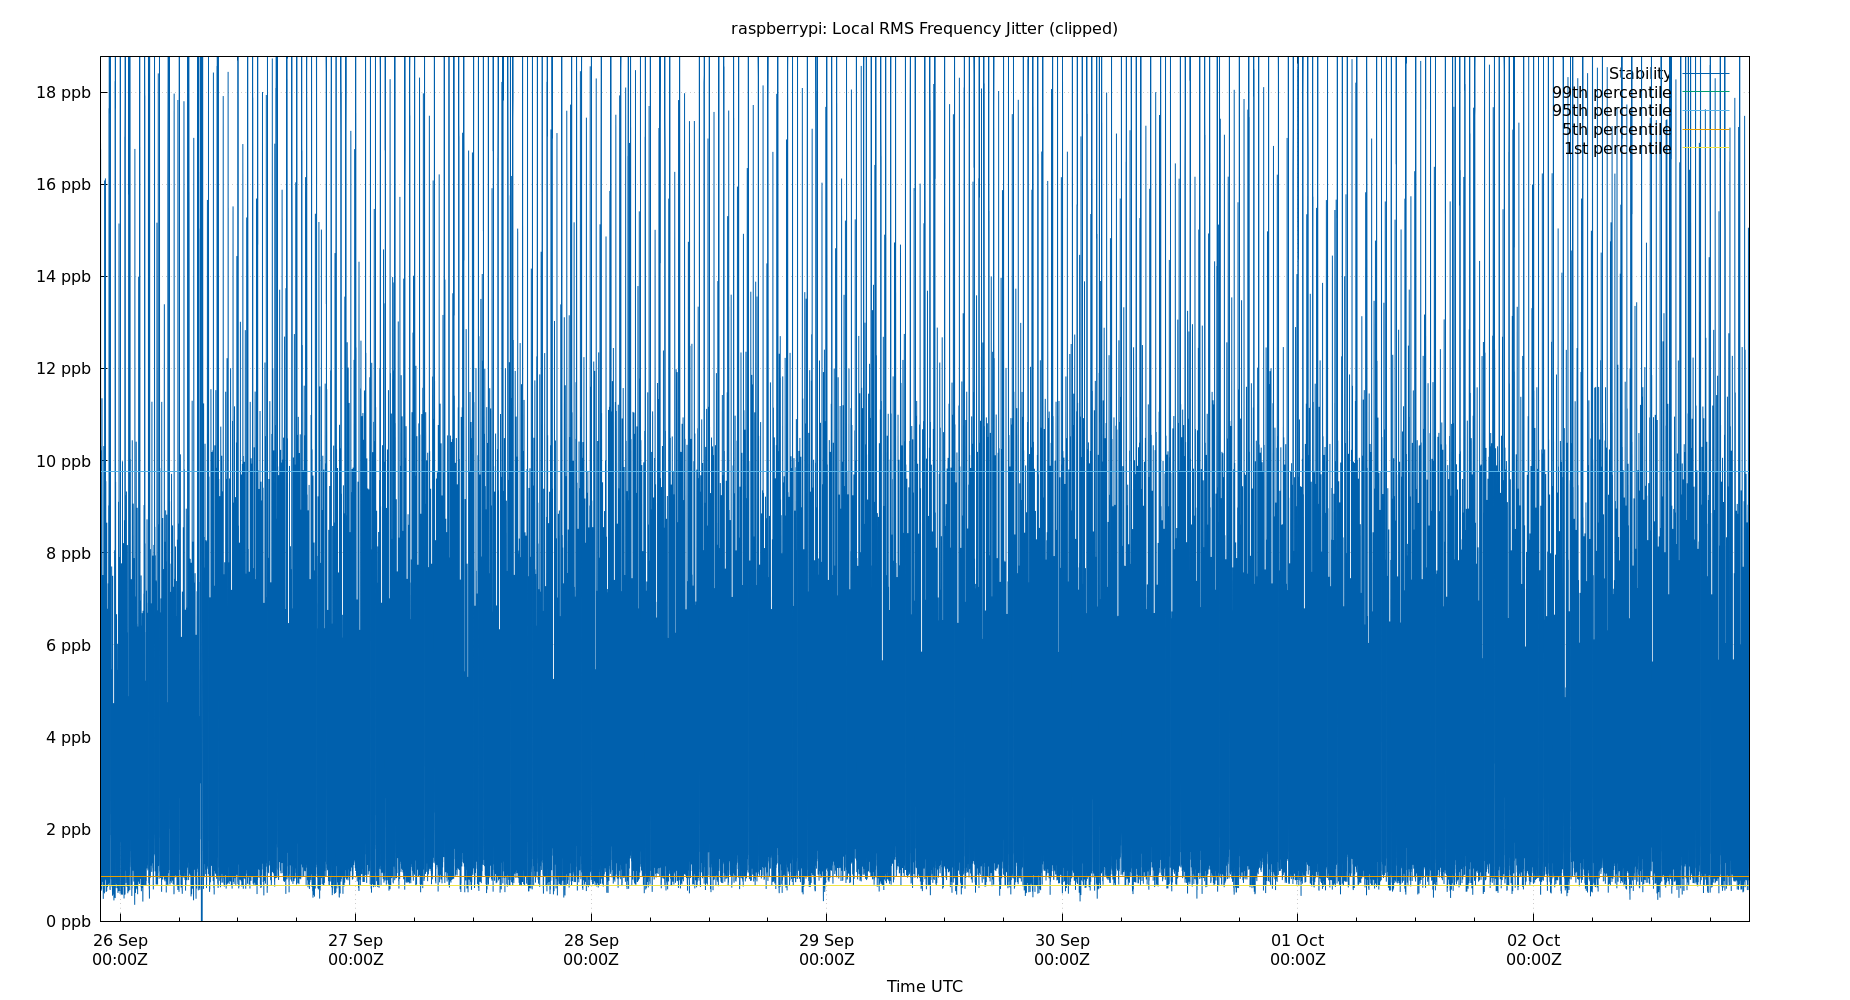 raspberrypi: Local RMS Frequency Jitter (clipped)
18 ppb
16 ppb
14 ppb
12 ppb
10 ppb
8 ppb
6 ppb
4 ppb
2 ppb
0 ppb
Stability
99th percentile
95th percentile
5th percentile
1st percentile
26 Sep 27 Sep 28 Sep 29 Sep 30 Sep 01 Oct 02 Oct
00:00Z 00:00Z 00:00Z 00:00Z 00:00Z 00:00Z 00:00Z
Time UTC